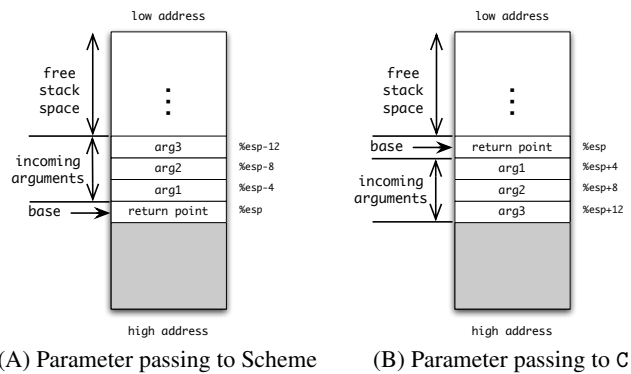 low address
free
stack
space
arg3 %esp-12
incoming
arguments
arg2 %esp-8
arg1 %esp-4
base return point %esp
high address
(A) Parameter passing to Scheme
low address
free
stack
space
base return point %esp
incoming
arguments
arg1 %esp+4
arg2 %esp+8
arg3 %esp+12
high address
(B) Parameter passing to C